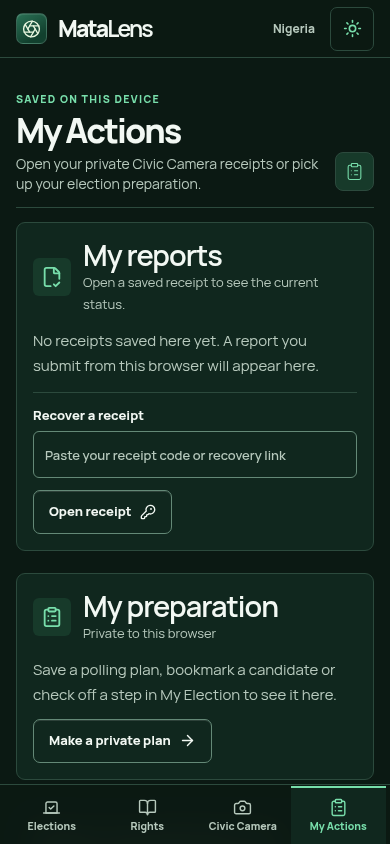 MataLens
Nigeria
SAVED ON THIS DEVICE
My Actions
Open your private Civic Camera receipts or pick
up your election preparation.
My reports
Open a saved receipt to see the current
status.
No receipts saved here yet. A report you
submit from this browser will appear here.
Recover a receipt
Paste your receipt code or recovery link
Open receipt
My preparation
Private to this browser
Save a polling plan, bookmark a candidate or
check off a step in My Election to see it here.
Make a private plan
Elections
Rights
Civic Camera
My Actions